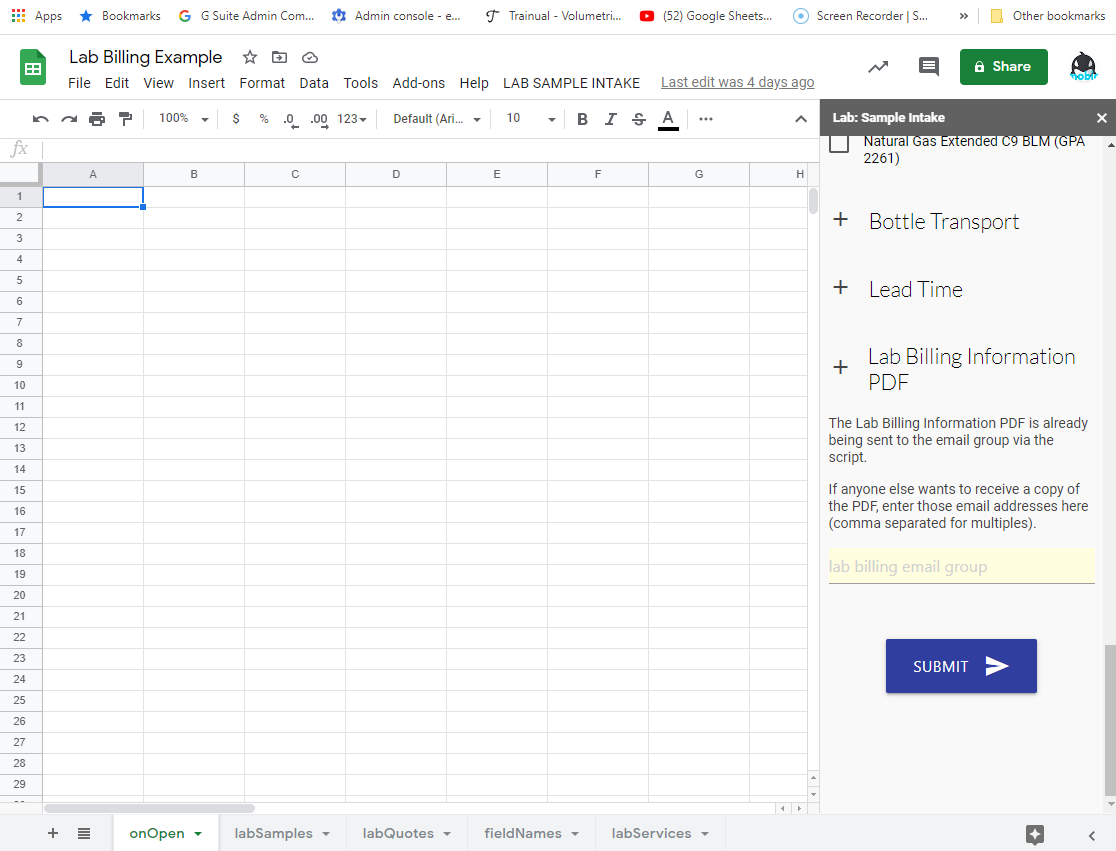 Apps Bookmarks G Suite Admin Com... Admin console - e... Trainual - Volumetri... (52) Google Sheets... Screen Recorder | S... » Other bookmarks
Lab Billing Example
File Edit View Insert Format Data Tools Add-ons Help LAB SAMPLE INTAKE Last edit was 4 days ago
Share
100% $ % .0 .00 123 Default (Ari... 10 B I S A
Lab: Sample Intake
fx
A B C D E F G H
1
2
3
4
5
6
7
8
9
10
11
12
13
14
15
16
17
18
19
20
21
22
23
24
25
26
27
28
29
Natural Gas Extended C9 BLM (GPA
2261)
Bottle Transport
Lead Time
Lab Billing Information
PDF
The Lab Billing Information PDF is already
being sent to the email group via the
script.
If anyone else wants to receive a copy of
the PDF, enter those email addresses here
(comma separated for multiples).
lab billing email group
SUBMIT
onOpen labSamples labQuotes fieldNames labServices